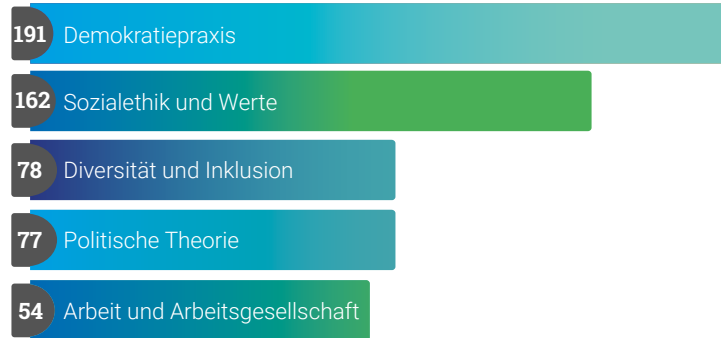 191 Demokratiepraxis
162 Sozialethik und Werte
78 Diversität und Inklusion
77 Politische Theorie
54 Arbeit und Arbeitsgesellschaft